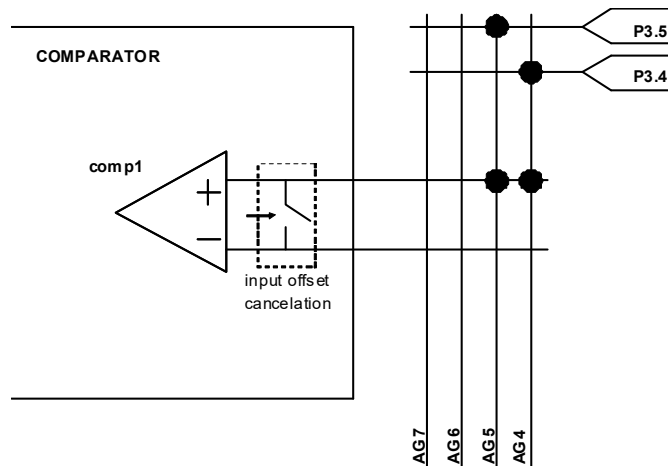 P3.5
COMPARATOR
P3.4
comp1
+
−
input offset
cancelation
AG7
AG6
AG5
AG4